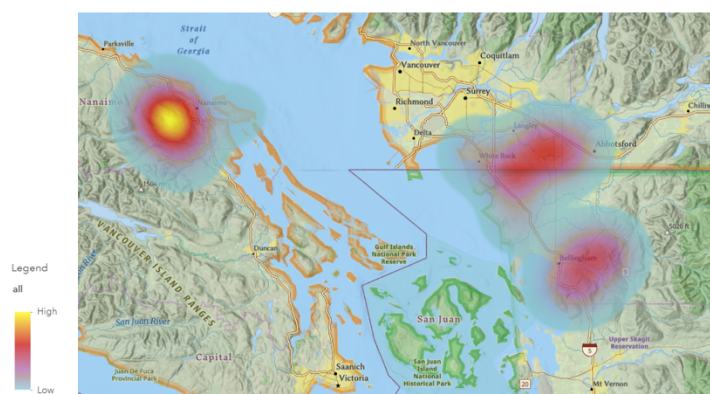 Strait
of
Georgia
Parksville
North Vancouver
Coquitlam
Vancouver
Nanaimo
Nanaimo
Surrey
Richmond
Delta
Langley
Abbotsford
White Rock
VANCOUVER ISLAND RANGES
Duncan
Gulf Islands
National Park
Reserve
Bellingham
Legend
all
High
Low
San Juan River
San Juan
Capital
Juan De Fuca
Provincial Park
Saanich
Victoria
San Juan
Island
National
Historical Park
Upper Skagit
Reservation
5
20
Mt Vernon